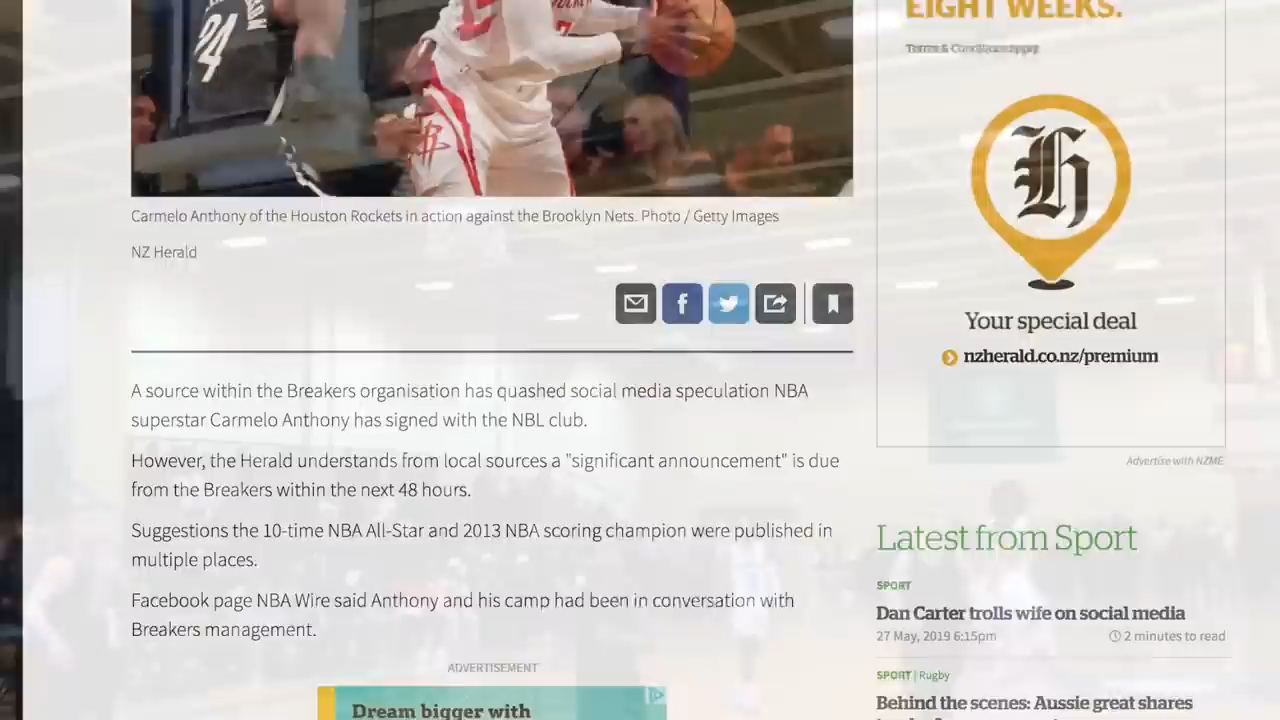 EIGHT WEEKS.
Terms & Conditions apply
Carmelo Anthony of the Houston Rockets in action against the Brooklyn Nets. Photo / Getty Images
NZ Herald
Your special deal
nzherald.co.nz/premium
A source within the Breakers organisation has quashed social media speculation NBA
superstar Carmelo Anthony has signed with the NBL club.
However, the Herald understands from local sources a "significant announcement" is due
from the Breakers within the next 48 hours.
Suggestions the 10-time NBA All-Star and 2013 NBA scoring champion were published in
multiple places.
Facebook page NBA Wire said Anthony and his camp had been in conversation with
Breakers management.
ADVERTISEMENT
Dream bigger with
Advertise with NZME
Latest from Sport
SPORT
Dan Carter trolls wife on social media
27 May, 2019 6:15pm
2 minutes to read
SPORT | Rugby
Behind the scenes: Aussie great shares